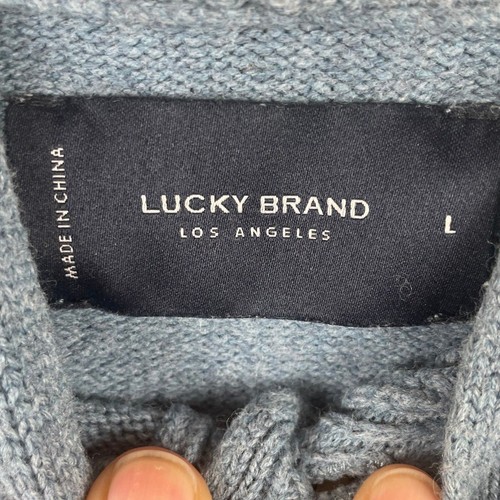 MADE IN CHINA
LUCKY BRAND
LOS ANGELES
L